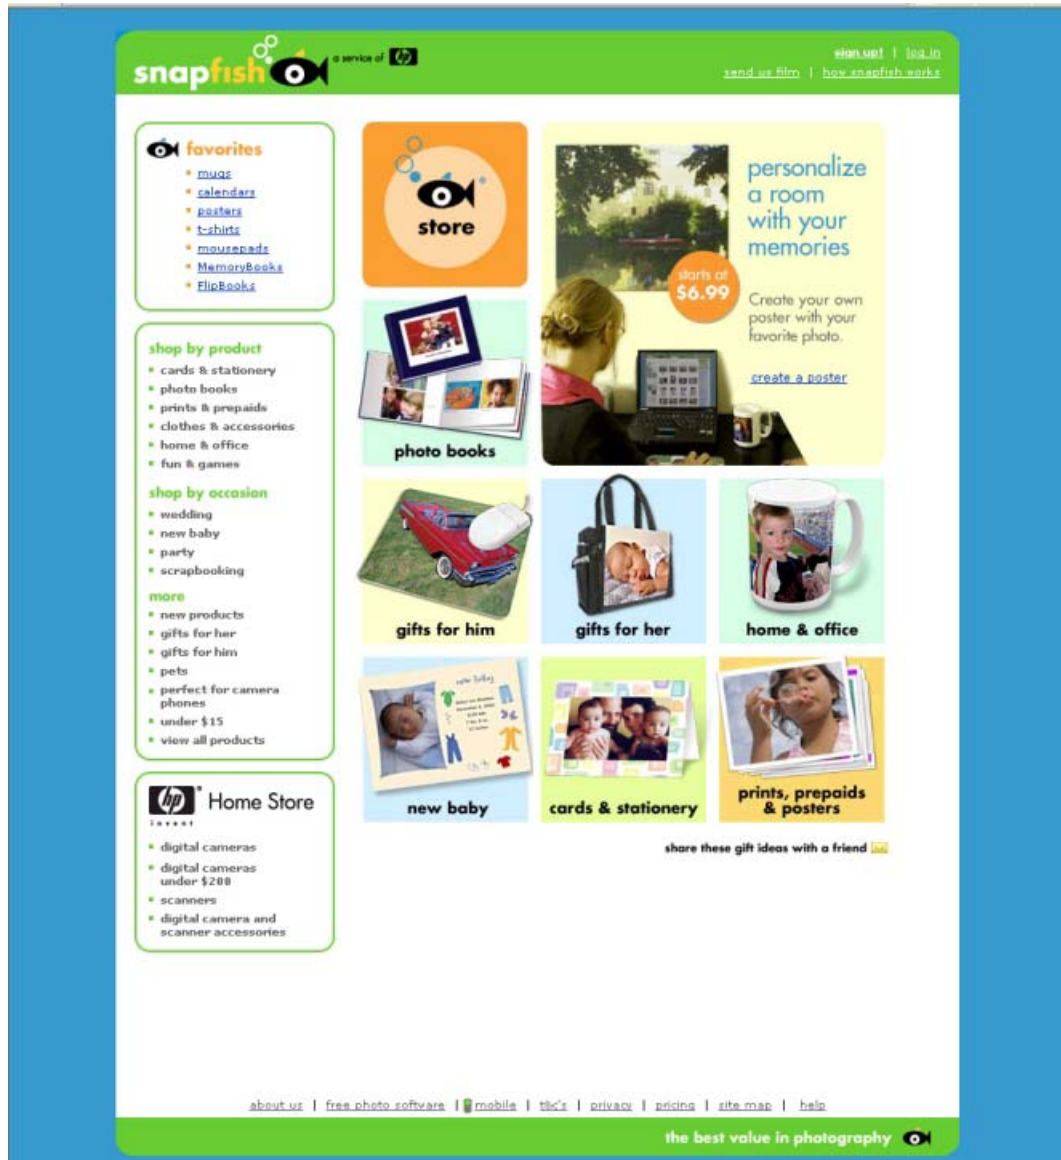 snapfish
a service of hp
sign up! | log in
send us film | how snapfish works
favorites
mugs
calendars
posters
t-shirts
mousepads
MemoryBooks
FlipBooks
shop by product
cards & stationery
photo books
prints & prepaids
clothes & accessories
home & office
fun & games
shop by occasion
wedding
new baby
party
scrapbooking
more
new products
gifts for her
gifts for him
pets
perfect for camera
phones
under $15
view all products
hp Home Store
invent
digital cameras
digital cameras
under $200
scanners
digital camera and
scanner accessories
store
personalize
a room
with your
memories
starts at
$6.99
Create your own
poster with your
favorite photo.
create a poster
photo books
gifts for him
gifts for her
home & office
new baby
cards & stationery
prints, prepaids
& posters
share these gift ideas with a friend
about us | free photo software | mobile | t&c's | privacy | pricing | site map | help
the best value in photography